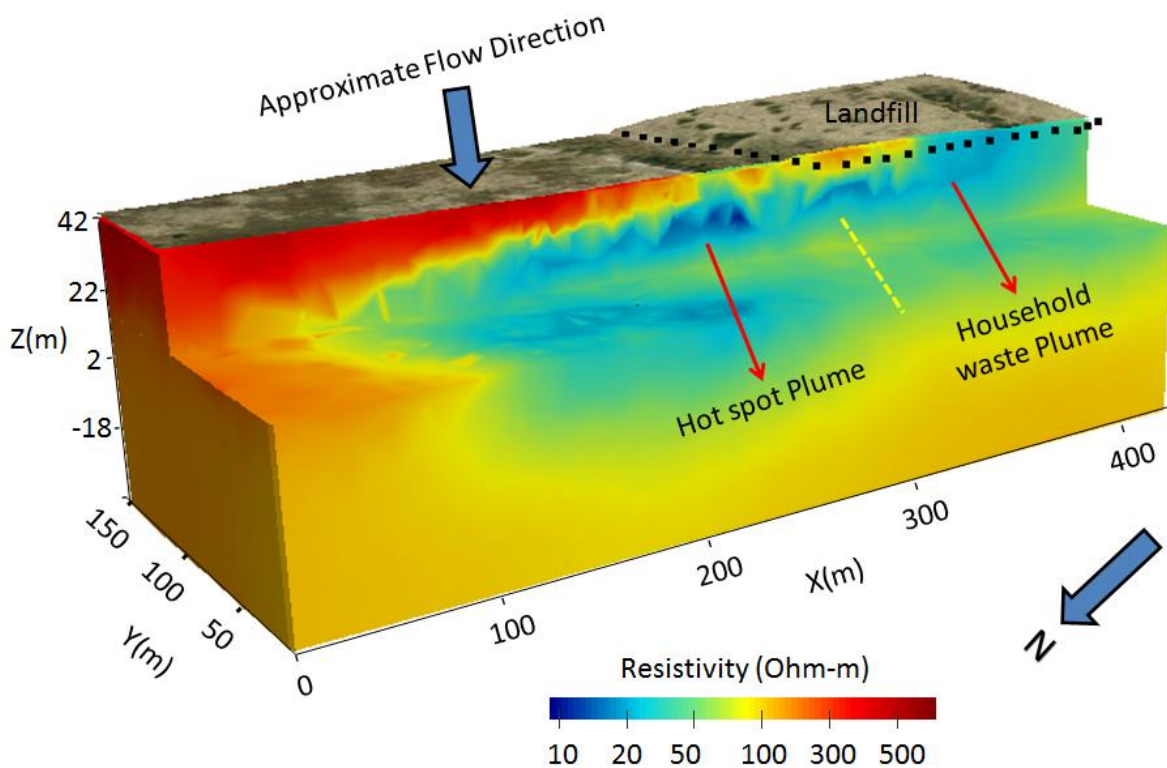 Approximate Flow Direction
Landfill
42
22
Z(m)
2
-18
Household
waste Plume
Hot spot Plume
150
100
50
Y(m)
0
100
200
300
400
X(m)
N
Resistivity (Ohm-m)
10 20 50 100 300 500